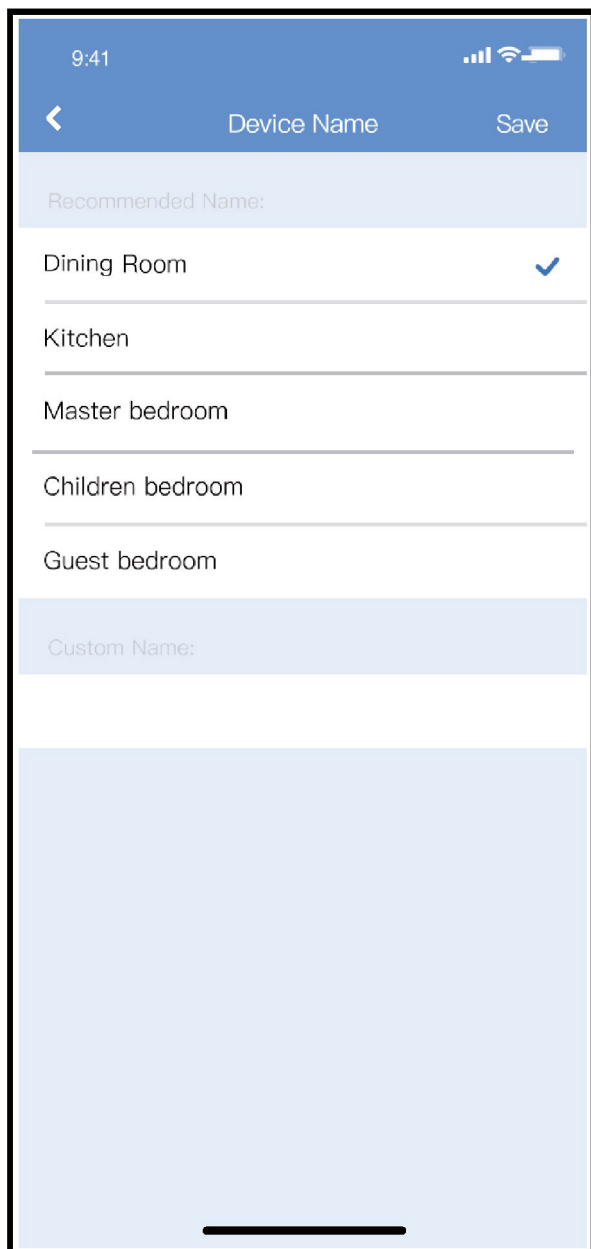 9:41
Device Name Save
Recommended Name:
Dining Room
Kitchen
Master bedroom
Children bedroom
Guest bedroom
Custom Name: